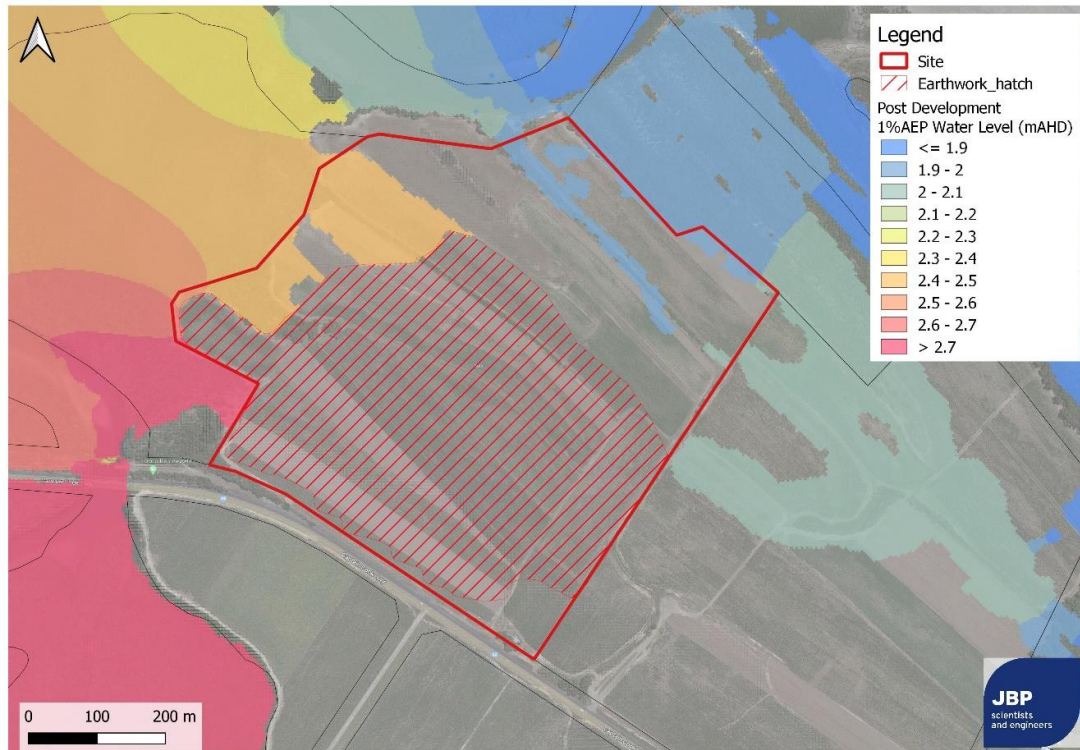 Legend
Site
Earthwork_hatch
Post Development
1%AEP Water Level (mAHD)
<= 1.9
1.9 - 2
2 - 2.1
2.1 - 2.2
2.2 - 2.3
2.3 - 2.4
2.4 - 2.5
2.5 - 2.6
2.6 - 2.7
> 2.7
0 100 200 m
JBP
scientists
and engineers